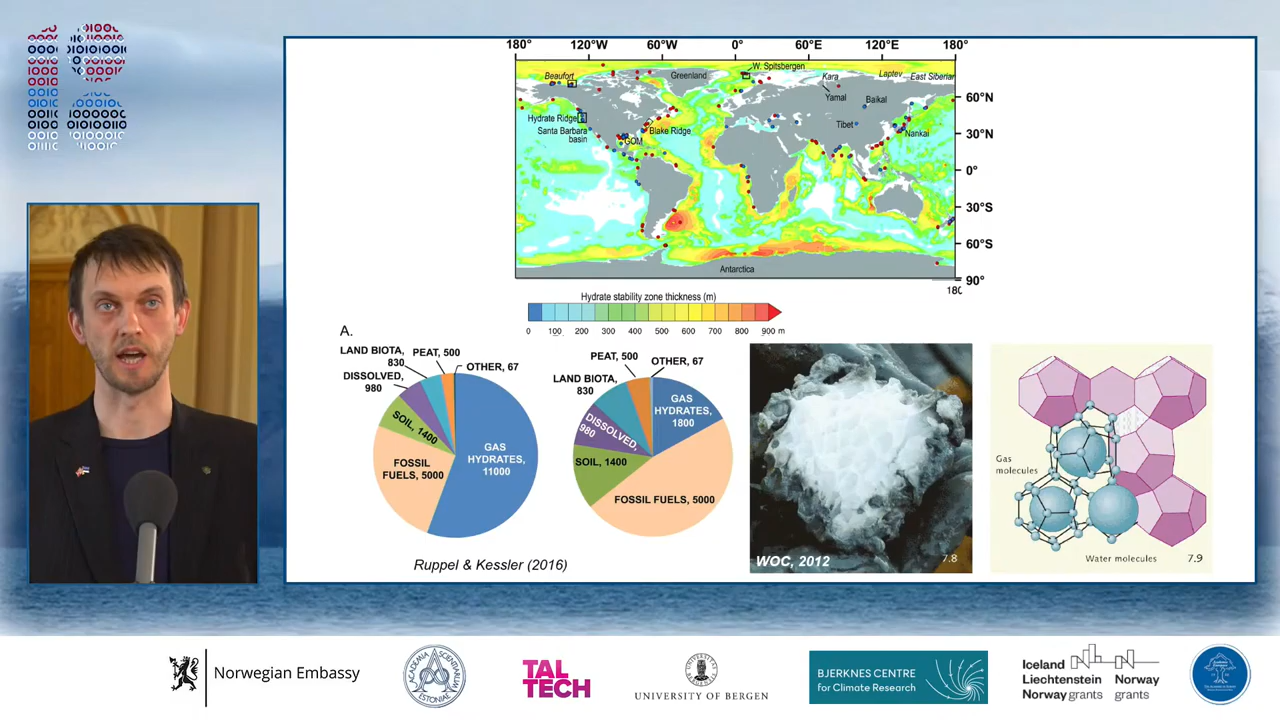 180°
120°W
60°W
0°
60°E
120°E
180°
Beaufort
Greenland
W. Spitsbergen
Kara
Laptev
East Siberian
Yamal
Baikal
60°N
Hydrate Ridge
Santa Barbara
basin
GOM
Blake Ridge
Tibet
Nankai
30°N
0°
30°S
60°S
Antarctica
90°
Hydrate stability zone thickness (m)
0
100
200
300
400
500
600
700
800
900 m
A.
LAND BIOTA,
830
PEAT, 500
OTHER, 67
DISSOLVED,
980
SOIL, 1400
FOSSIL
FUELS, 5000
GAS
HYDRATES,
11000
PEAT, 500
OTHER, 67
LAND BIOTA,
830
DISSOLVED,
980
SOIL, 1400
GAS
HYDRATES,
1800
FOSSIL FUELS, 5000
Ruppel & Kessler (2016)
WOC, 2012
7.8
Gas
molecules
Water molecules
7.9
Norwegian Embassy
TAL
TECH
UNIVERSITY OF BERGEN
BJERKNES CENTRE
for Climate Research
Iceland
Liechtenstein
Norway grants
Norway
grants